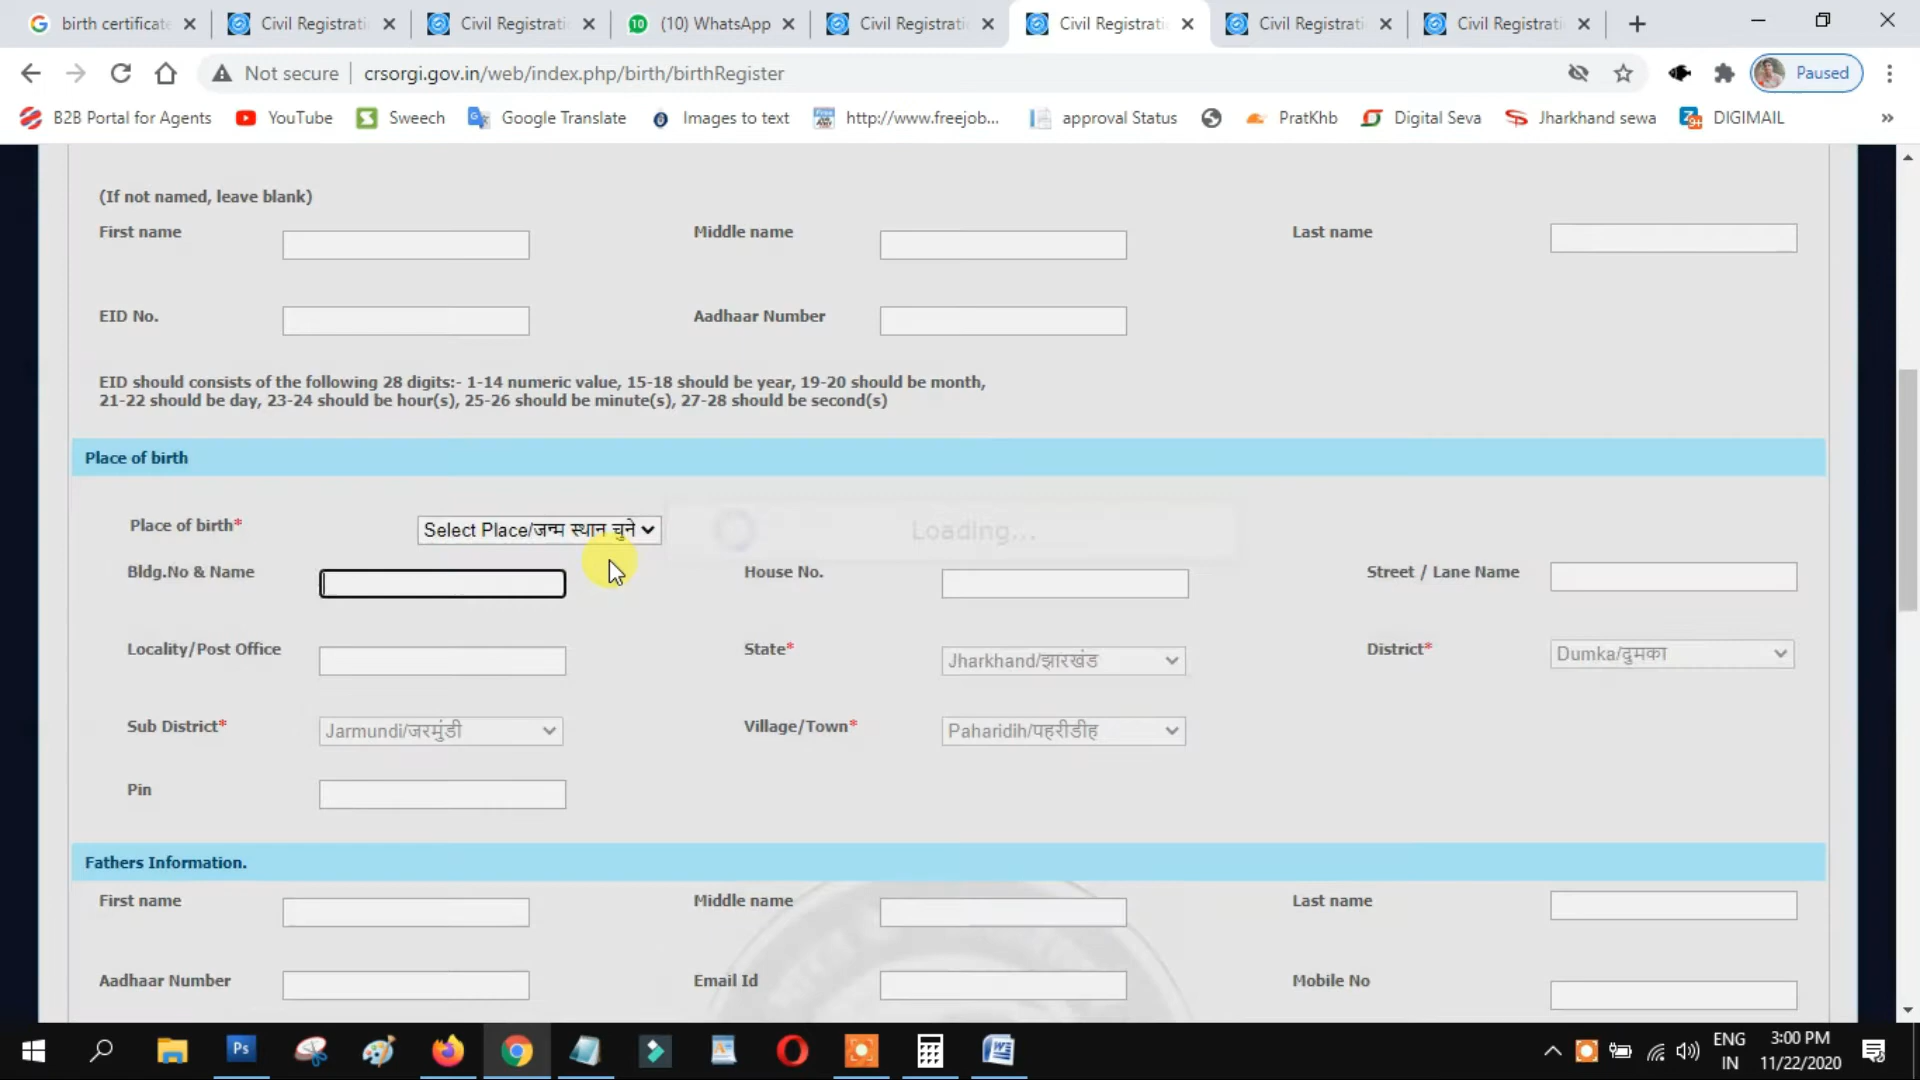 birth certificate
Civil Registrati
Civil Registrati
(10) WhatsApp
Civil Registrati
Civil Registrati
Civil Registrati
Civil Registrati
Not secure
crsorgi.gov.in/web/index.php/birth/birthRegister
Paused
B2B Portal for Agents
YouTube
Sweech
Google Translate
Images to text
http://www.freejob...
approval Status
PratKhb
Digital Seva
Jharkhand sewa
DIGIMAIL
(If not named, leave blank)
First name
Middle name
Last name
EID No.
Aadhaar Number
EID should consists of the following 28 digits:- 1-14 numeric value, 15-18 should be year, 19-20 should be month,
21-22 should be day, 23-24 should be hour(s), 25-26 should be minute(s), 27-28 should be second(s)
Place of birth
Place of birth*
Select Place/जन्म स्थान चुने
Loading...
Bldg.No & Name
House No.
Street / Lane Name
Locality/Post Office
State*
Jharkhand/झारखंड
District*
Dumka/दुमका
Sub District*
Jarmundi/जरमुंडी
Village/Town*
Paharidih/पहरीडीह
Pin
Fathers Information.
First name
Middle name
Last name
Aadhaar Number
Email Id
Mobile No
Ps
ENG
IN
3:00 PM
11/22/2020